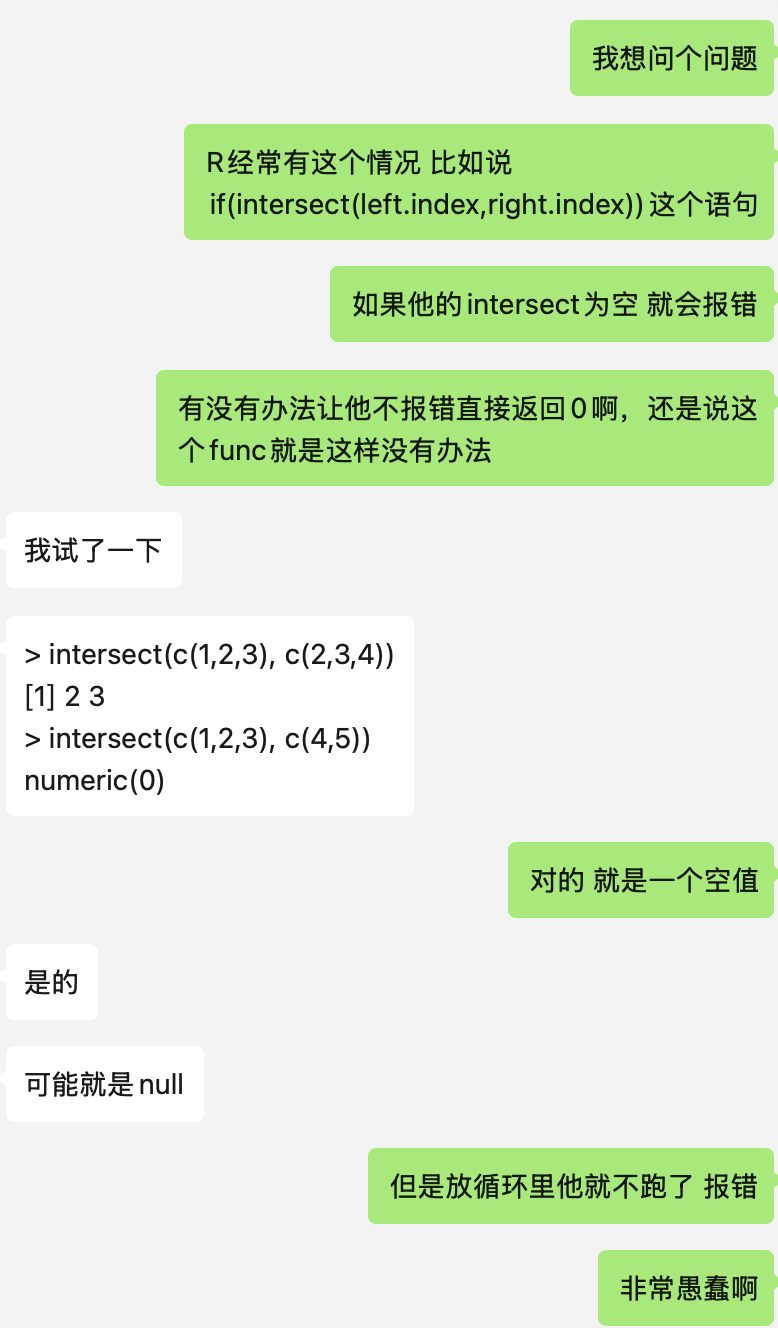 我想问个问题
R经常有这个情况 比如说
if(intersect(left.index,right.index))这个语句
如果他的intersect为空 就会报错
有没有办法让他不报错直接返回0啊，还是说这
个func就是这样没有办法
我试了一下
> intersect(c(1,2,3), c(2,3,4))
[1] 2 3
> intersect(c(1,2,3), c(4,5))
numeric(0)
对的 就是一个空值
是的
可能就是null
但是放循环里他就不跑了 报错
非常愚蠢啊